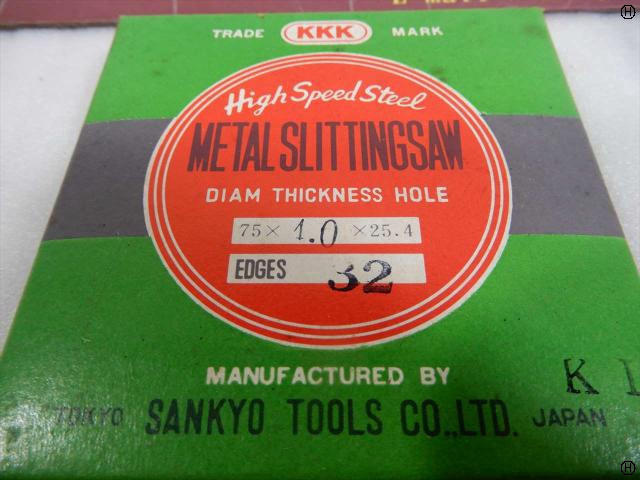 TRADE KKK MARK
High Speed Steel
METAL SLITTINGSAW
DIAM THICKNESS HOLE
75× 1.0 ×25.4
EDGES 32
MANUFACTURED BY
K
TOKYO SANKYO TOOLS CO.,LTD. JAPAN